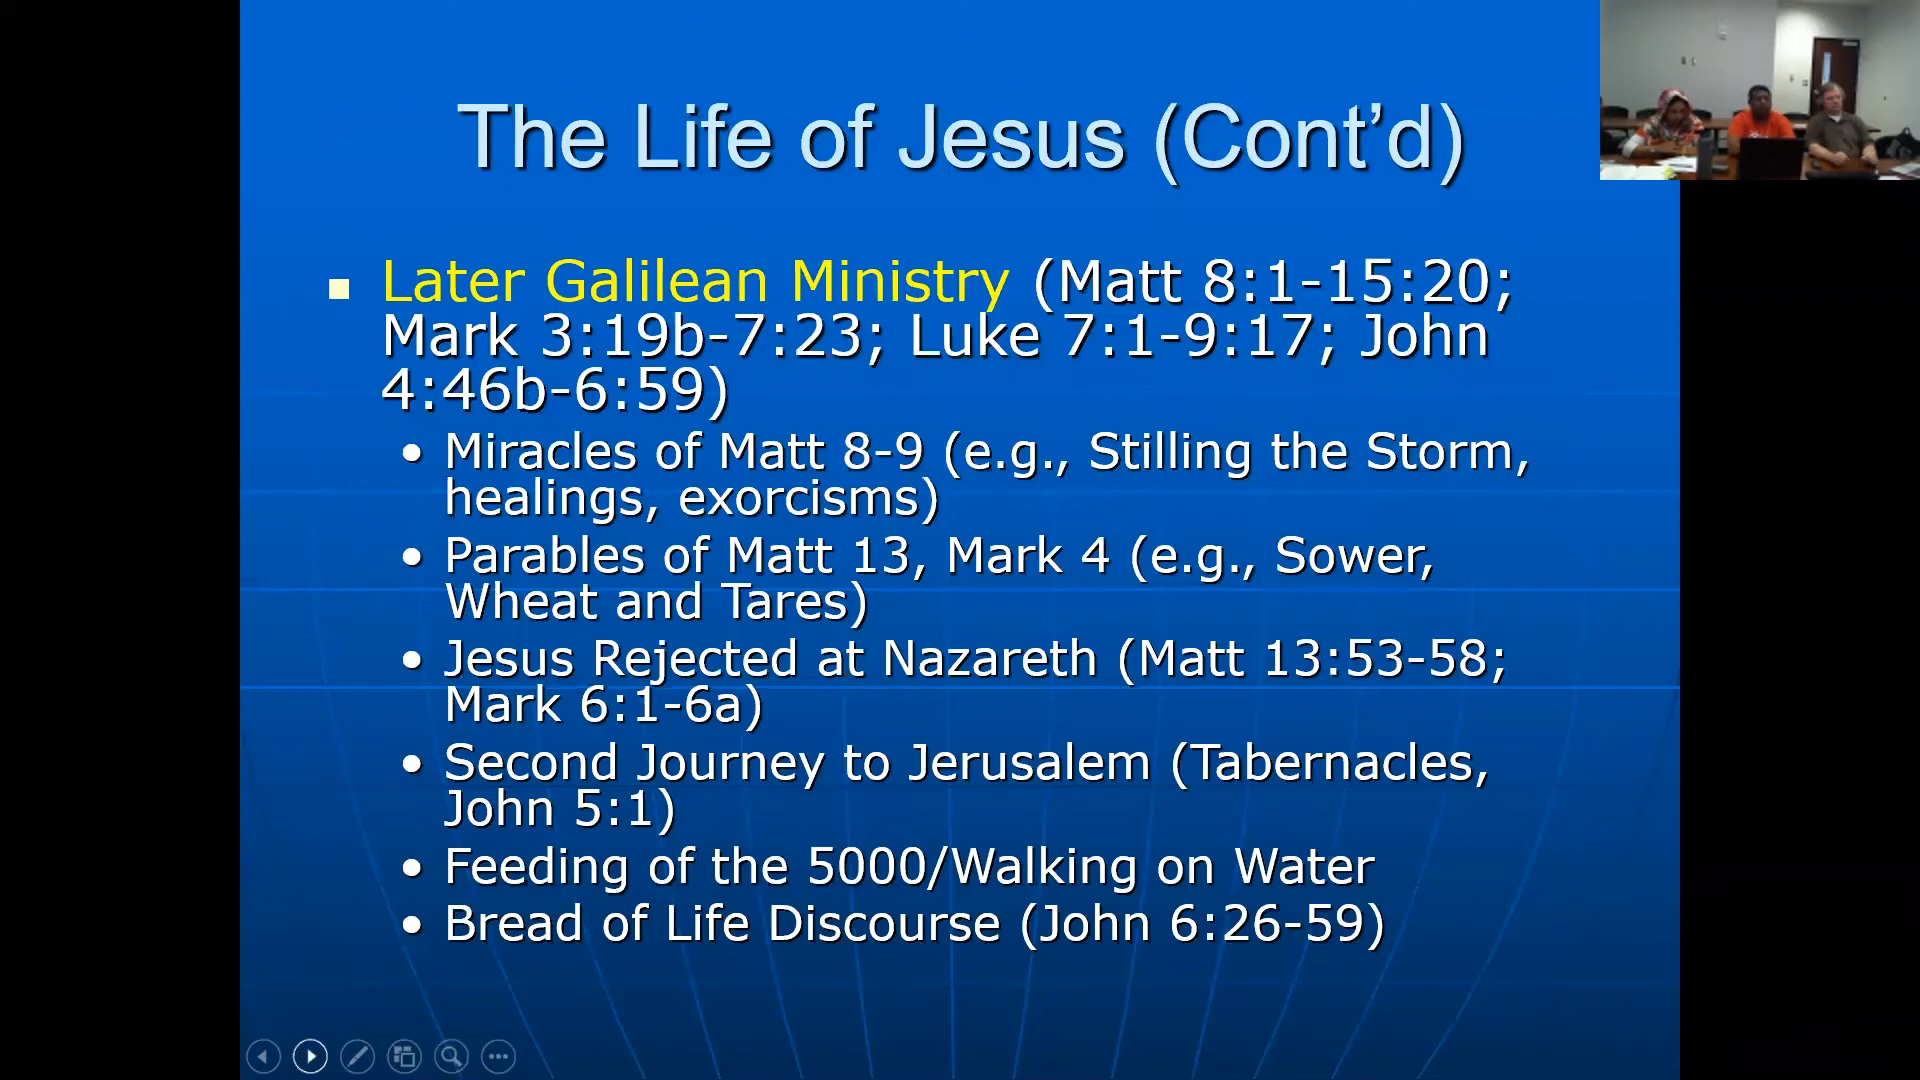 The Life of Jesus (Cont’d)
Later Galilean Ministry (Matt 8:1-15:20;
Mark 3:19b-7:23; Luke 7:1-9:17; John
4:46b-6:59)
Miracles of Matt 8-9 (e.g., Stilling the Storm,
healings, exorcisms)
Parables of Matt 13, Mark 4 (e.g., Sower,
Wheat and Tares)
Jesus Rejected at Nazareth (Matt 13:53-58;
Mark 6:1-6a)
Second Journey to Jerusalem (Tabernacles,
John 5:1)
Feeding of the 5000/Walking on Water
Bread of Life Discourse (John 6:26-59)